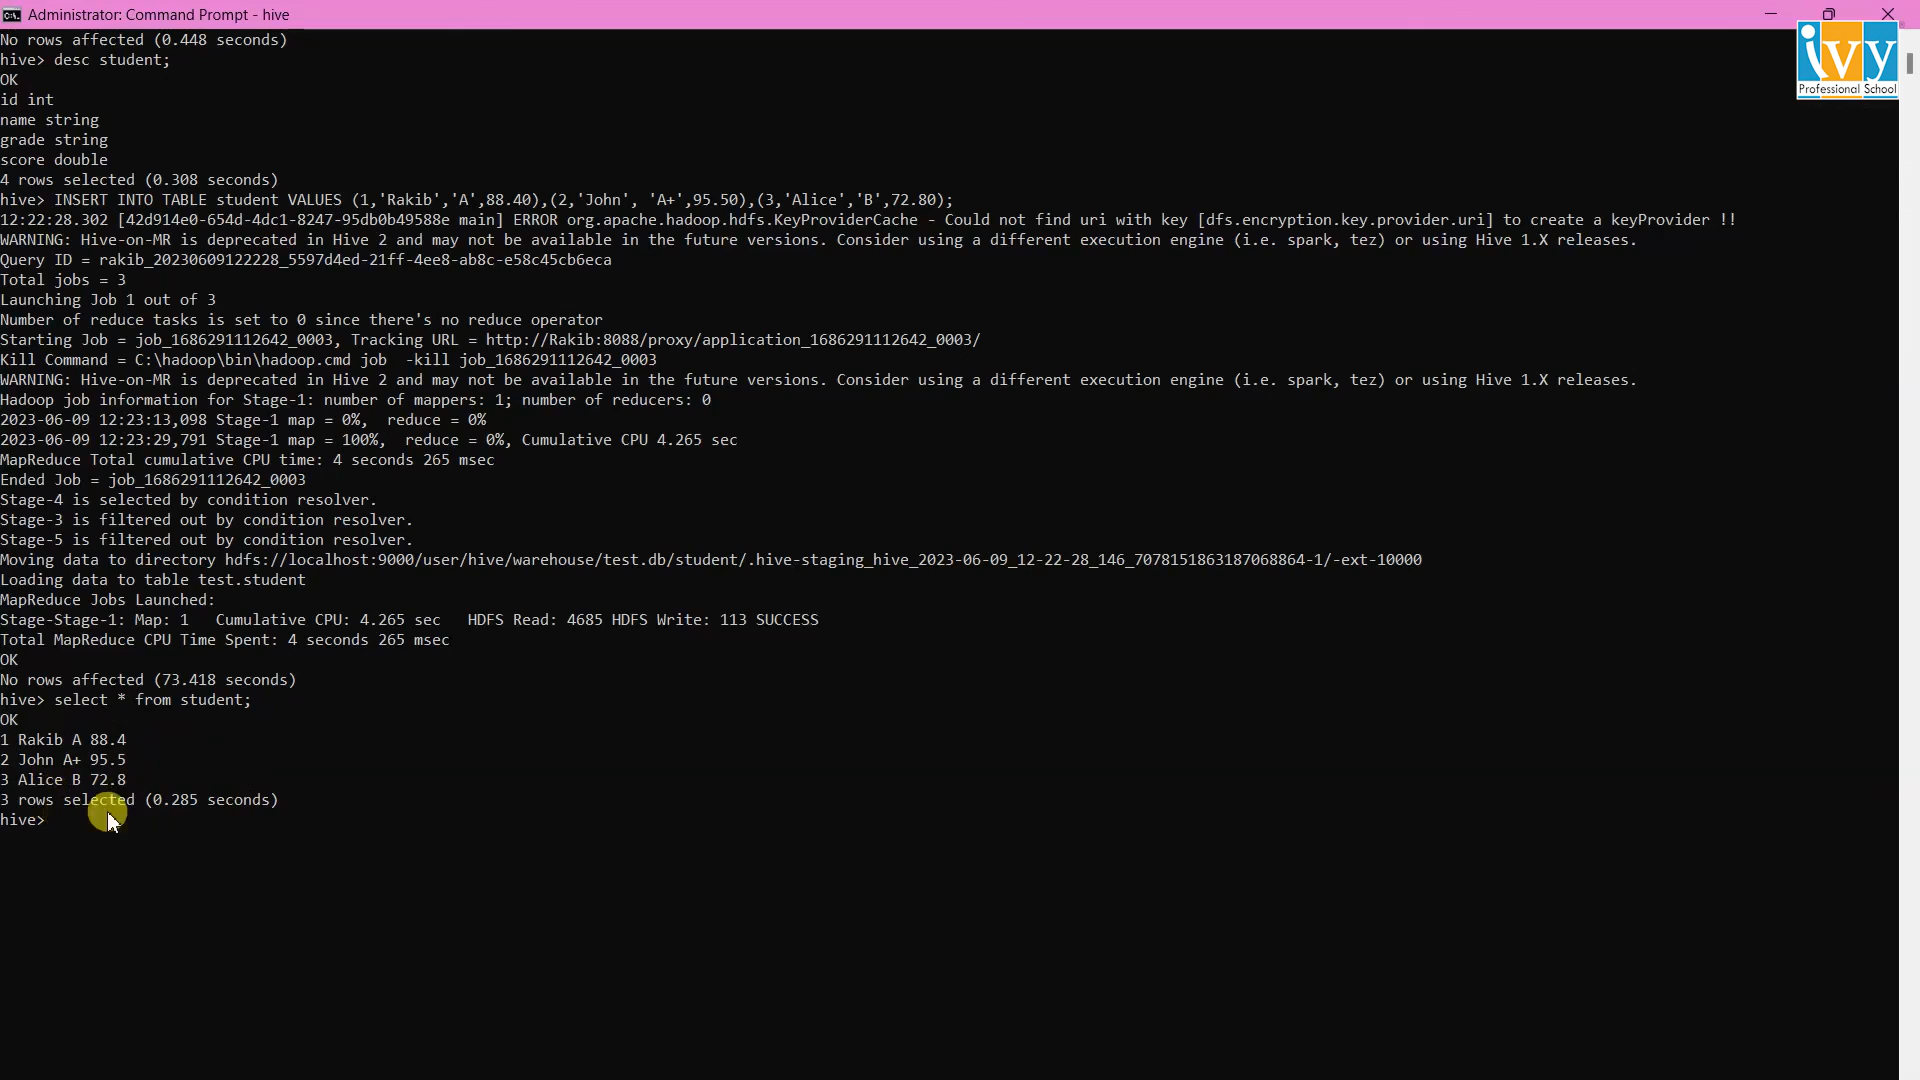 Administrator: Command Prompt - hive
No rows affected (0.448 seconds)
hive> desc student;
OK
id int
name string
grade string
score double
4 rows selected (0.308 seconds)
hive> INSERT INTO TABLE student VALUES (1,'Rakib','A',88.40),(2,'John', 'A+',95.50),(3,'Alice','B',72.80);
12:22:28.302 [42d914e0-654d-4dc1-8247-95db0b49588e main] ERROR org.apache.hadoop.hdfs.KeyProviderCache - Could not find uri with key [dfs.encryption.key.provider.uri] to create a keyProvider !!
WARNING: Hive-on-MR is deprecated in Hive 2 and may not be available in the future versions. Consider using a different execution engine (i.e. spark, tez) or using Hive 1.X releases.
Query ID = rakib_20230609122228_5597d4ed-21ff-4ee8-ab8c-e58c45cb6eca
Total jobs = 3
Launching Job 1 out of 3
Number of reduce tasks is set to 0 since there's no reduce operator
Starting Job = job_1686291112642_0003, Tracking URL = http://Rakib:8088/proxy/application_1686291112642_0003/
Kill Command = C:\hadoop\bin\hadoop.cmd job  -kill job_1686291112642_0003
WARNING: Hive-on-MR is deprecated in Hive 2 and may not be available in the future versions. Consider using a different execution engine (i.e. spark, tez) or using Hive 1.X releases.
Hadoop job information for Stage-1: number of mappers: 1; number of reducers: 0
2023-06-09 12:23:13,098 Stage-1 map = 0%,  reduce = 0%
2023-06-09 12:23:29,791 Stage-1 map = 100%,  reduce = 0%, Cumulative CPU 4.265 sec
MapReduce Total cumulative CPU time: 4 seconds 265 msec
Ended Job = job_1686291112642_0003
Stage-4 is selected by condition resolver.
Stage-3 is filtered out by condition resolver.
Stage-5 is filtered out by condition resolver.
Moving data to directory hdfs://localhost:9000/user/hive/warehouse/test.db/student/.hive-staging_hive_2023-06-09_12-22-28_146_7078151863187068864-1/-ext-10000
Loading data to table test.student
MapReduce Jobs Launched:
Stage-Stage-1: Map: 1   Cumulative CPU: 4.265 sec   HDFS Read: 4685 HDFS Write: 113 SUCCESS
Total MapReduce CPU Time Spent: 4 seconds 265 msec
OK
No rows affected (73.418 seconds)
hive> select * from student;
OK
1 Rakib A 88.4
2 John A+ 95.5
3 Alice B 72.8
3 rows selected (0.285 seconds)
hive>
ivy
Professional School